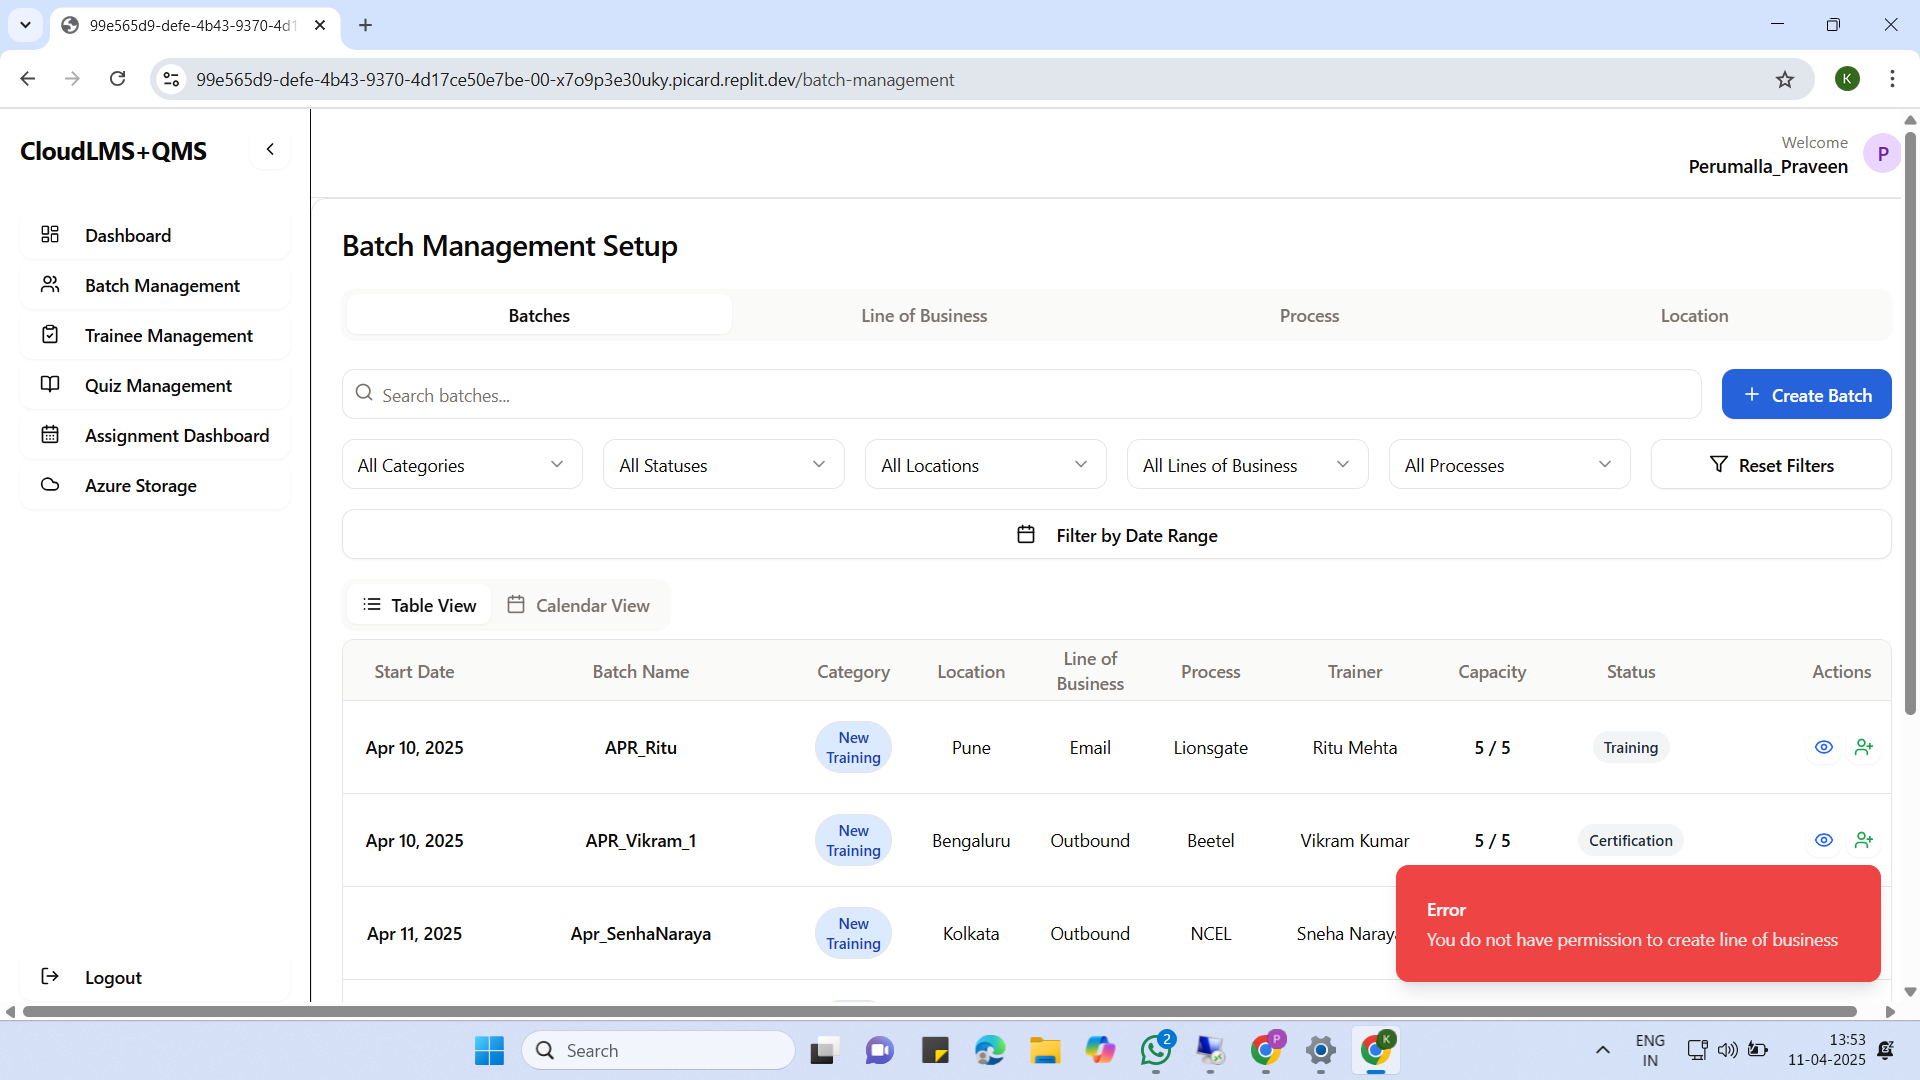 99e565d9-defe-4b43-9370-4d1
99e565d9-defe-4b43-9370-4d17ce50e7be-00-x7o9p3e30uky.picard.replit.dev/batch-management
K
CloudLMS+QMS
Welcome
Perumalla_Praveen
P
Dashboard
Batch Management
Trainee Management
Quiz Management
Assignment Dashboard
Azure Storage
Logout
Batch Management Setup
Batches Line of Business Process Location
Search batches...
Create Batch
All Categories All Statuses All Locations All Lines of Business All Processes Reset Filters
Filter by Date Range
Table View Calendar View
Start Date Batch Name Category Location Line of Business Process Trainer Capacity Status Actions
Apr 10, 2025 APR_Ritu New Training Pune Email Lionsgate Ritu Mehta 5 / 5 Training
Apr 10, 2025 APR_Vikram_1 New Training Bengaluru Outbound Beetel Vikram Kumar 5 / 5 Certification
Apr 11, 2025 Apr_SenhaNaraya New Training Kolkata Outbound NCEL Sneha Naray
Error
You do not have permission to create line of business
Search
2
P
K
ENG
IN
13:53
11-04-2025